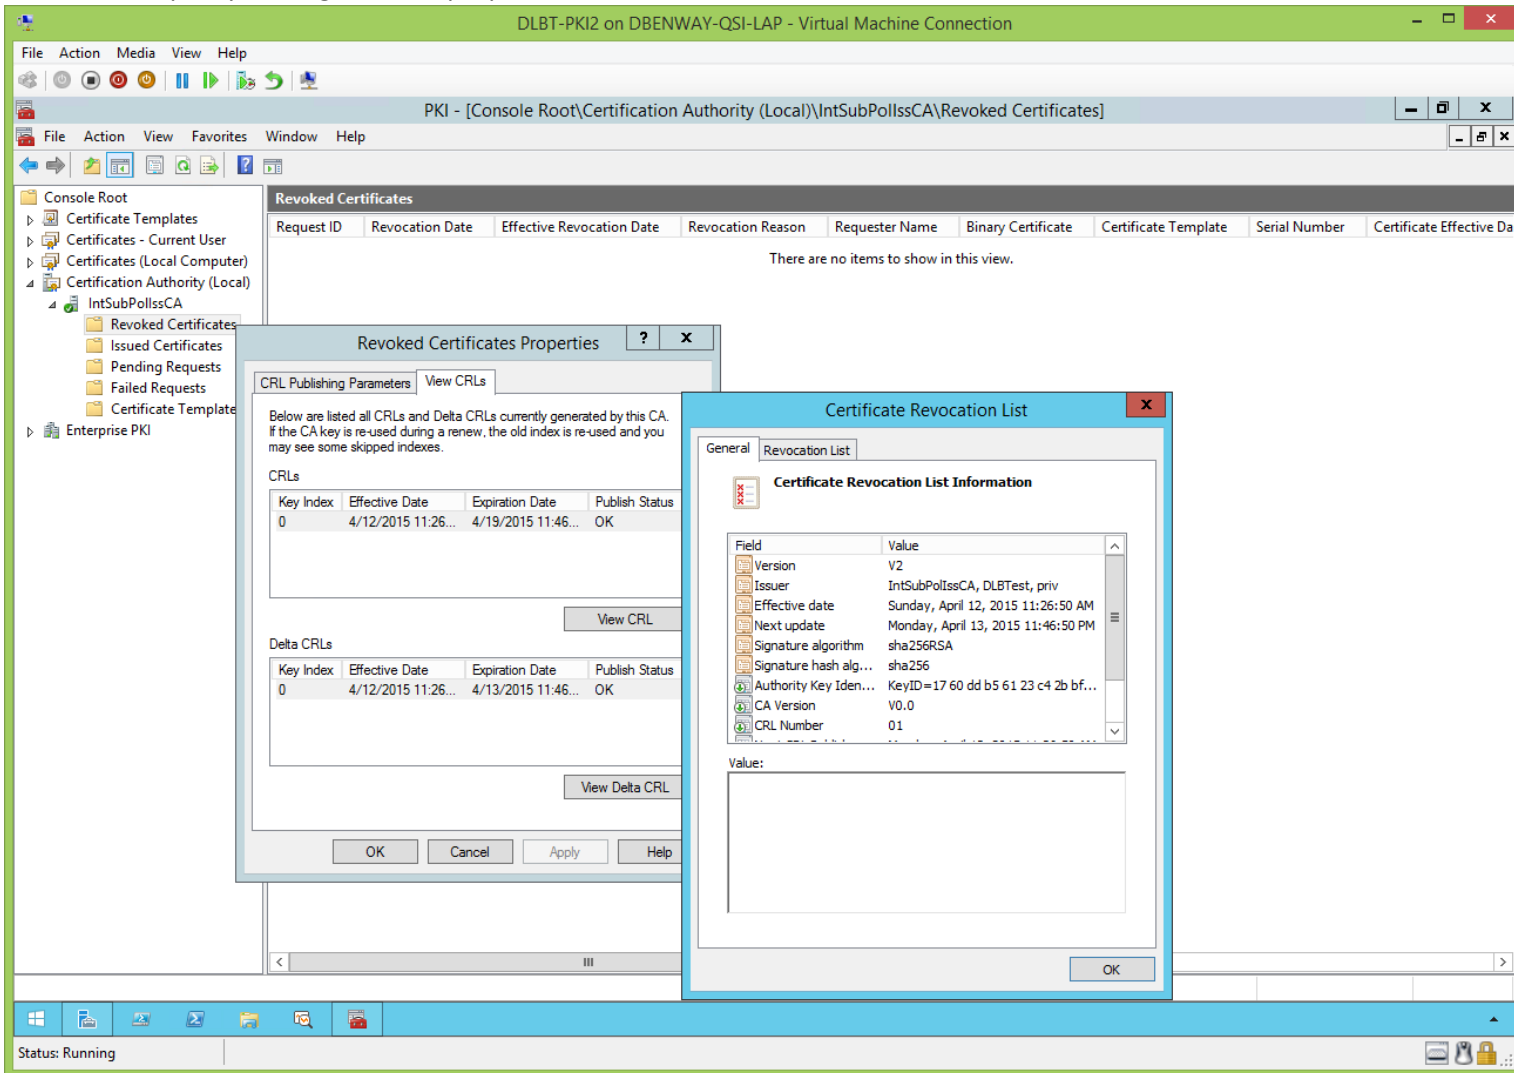 DLBT-PKI2 on DBENWAY-QSI-LAP - Virtual Machine Connection
File Action Media View Help
PKI - [Console Root\Certification Authority (Local)\IntSubPolIssCA\Revoked Certificates]
File Action View Favorites Window Help
Console Root
Certificate Templates
Certificates - Current User
Certificates (Local Computer)
Certification Authority (Local)
IntSubPolIssCA
Revoked Certificates
Issued Certificates
Pending Requests
Failed Requests
Certificate Template
Enterprise PKI
Revoked Certificates
Request ID Revocation Date Effective Revocation Date Revocation Reason Requester Name Binary Certificate Certificate Template Serial Number Certificate Effective Da
There are no items to show in this view.
Revoked Certificates Properties
CRL Publishing Parameters View CRLs
Below are listed all CRLs and Delta CRLs currently generated by this CA.
If the CA key is re-used during a renew, the old index is re-used and you
may see some skipped indexes.
CRLs
Key Index Effective Date Expiration Date Publish Status
0 4/12/2015 11:26... 4/19/2015 11:46... OK
View CRL
Delta CRLs
Key Index Effective Date Expiration Date Publish Status
0 4/12/2015 11:26... 4/13/2015 11:46... OK
View Delta CRL
OK Cancel Apply Help
Certificate Revocation List
General Revocation List
Certificate Revocation List Information
Field Value
Version V2
Issuer IntSubPolIssCA, DLBTest, priv
Effective date Sunday, April 12, 2015 11:26:50 AM
Next update Monday, April 13, 2015 11:46:50 PM
Signature algorithm sha256RSA
Signature hash alg... sha256
Authority Key Iden... KeyID=17 60 dd b5 61 23 c4 2b bf...
CA Version V0.0
CRL Number 01
Value:
OK
Status: Running